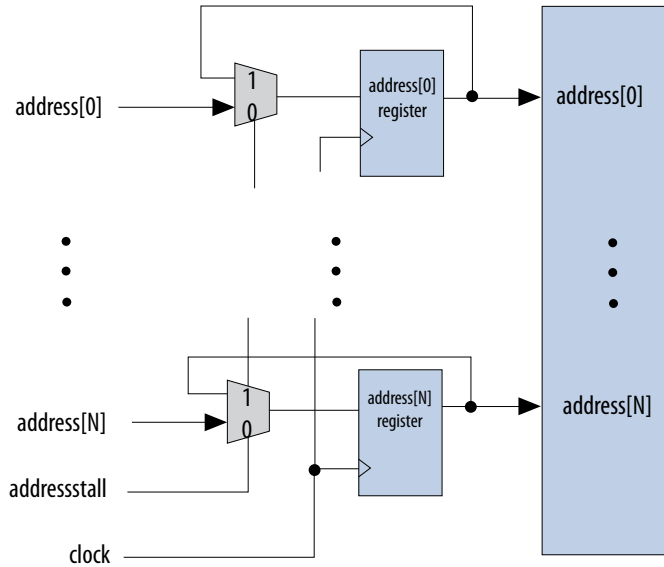 1
0
address[0]
address[0]
register
address[0]
1
0
address[N]
address[N]
register
address[N]
addressstall
clock